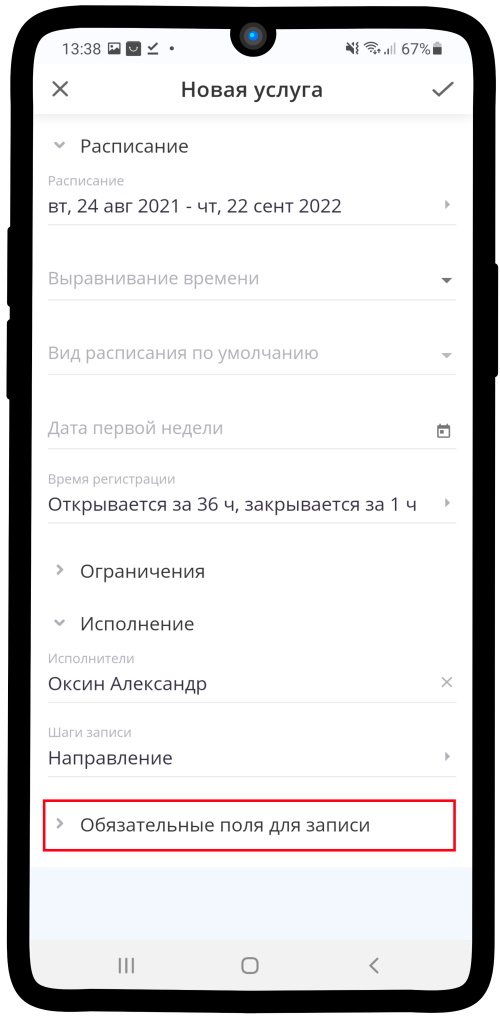 13:38 67%
Новая услуга
Расписание
Расписание
вт, 24 авг 2021 - чт, 22 сент 2022
Выравнивание времени
Вид расписания по умолчанию
Дата первой недели
Время регистрации
Открывается за 36 ч, закрывается за 1 ч
Ограничения
Исполнение
Исполнители
Оксин Александр
Шаги записи
Направление
Обязательные поля для записи